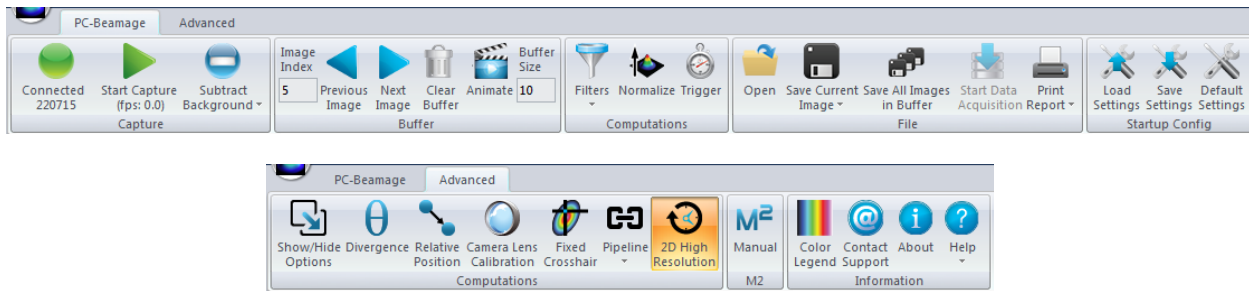 PC-Beamage Advanced
Image Index Buffer Size
5 10
Connected 220715 Start Capture (fps: 0.0) Subtract Background Previous Image Next Image Clear Buffer Animate Filters Normalize Trigger Open Save Current Image Save All Images in Buffer Start Data Acquisition Print Report Load Settings Save Settings Default Settings
Capture Buffer Computations File Startup Config
PC-Beamage Advanced
M2
Show/Hide Options Divergence Relative Position Camera Lens Calibration Fixed Crosshair Pipeline 2D High Resolution Manual Color Legend Contact Support About Help
Computations M2 Information